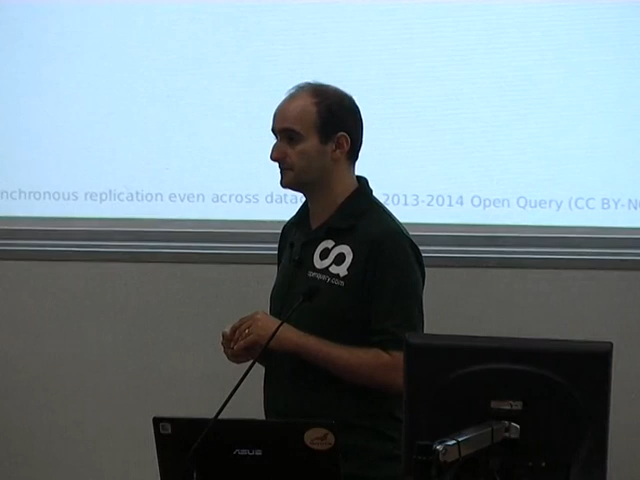 nchronous replication even across data 2013-2014 Open Query (CC BY-N
openquery.com
ASUS